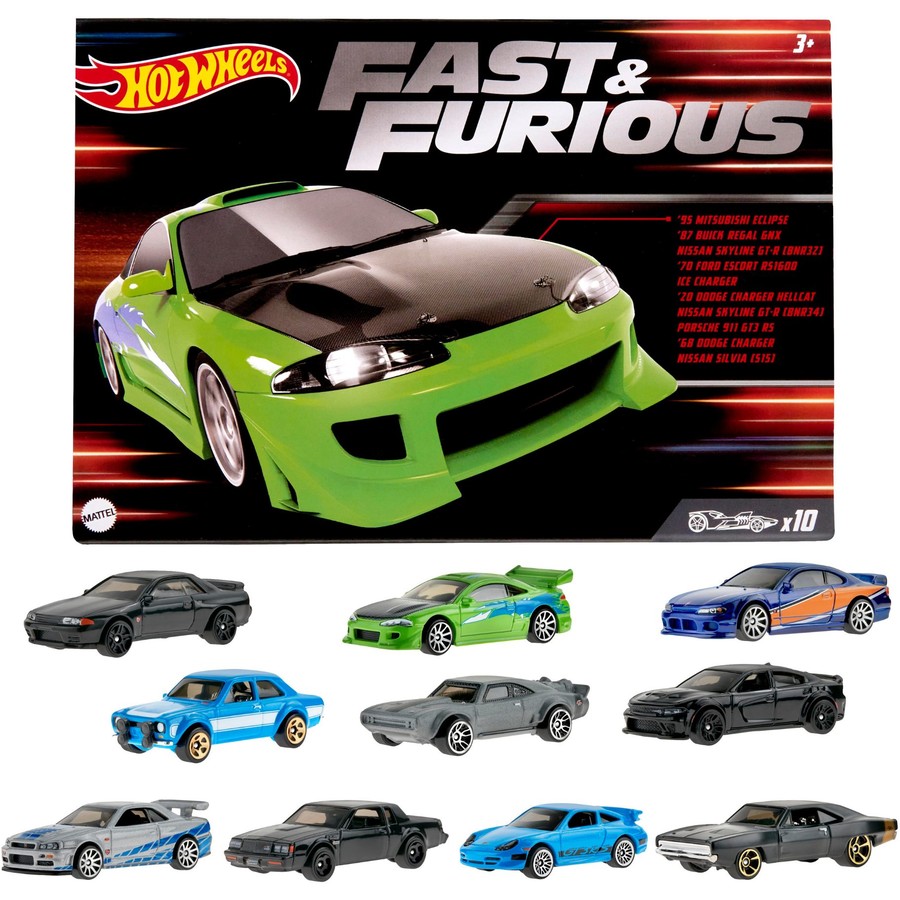 HOT WHEELS
FAST &
FURIOUS
3+
'95 MITSUBISHI ECLIPSE
'87 BUICK REGAL GNX
NISSAN SKYLINE GT-R (BNR32)
'70 FORD ESCORT RS1600
ICE CHARGER
'20 DODGE CHARGER HELLCAT
NISSAN SKYLINE GT-R (BNR34)
PORSCHE 911 GT3 RS
'68 DODGE CHARGER
NISSAN SILVIA (S15)
MATTEL
x10